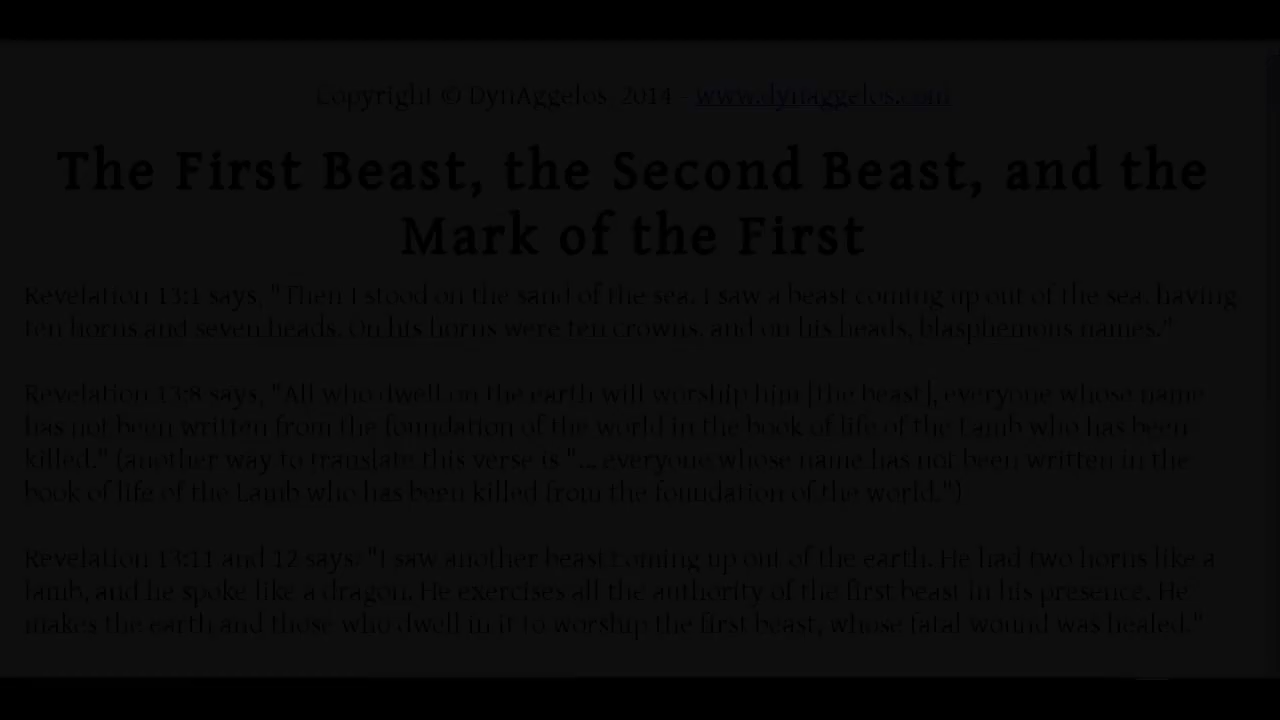 Copyright © DynAggelos 2014 - www.dynaggelos.com
The First Beast, the Second Beast, and the
Mark of the First
Revelation 13:1 says, "Then I stood on the sand of the sea. I saw a beast coming up out of the sea, having
ten horns and seven heads. On his horns were ten crowns, and on his heads, blasphemous names."
Revelation 13:8 says, "All who dwell on the earth will worship him [the beast], everyone whose name
has not been written from the foundation of the world in the book of life of the Lamb who has been
killed." (another way to translate this verse is "... everyone whose name has not been written in the
book of life of the Lamb who has been killed from the foundation of the world.")
Revelation 13:11 and 12 says: "I saw another beast coming up out of the earth. He had two horns like a
lamb, and he spoke like a dragon. He exercises all the authority of the first beast in his presence. He
makes the earth and those who dwell in it to worship the first beast, whose fatal wound was healed."